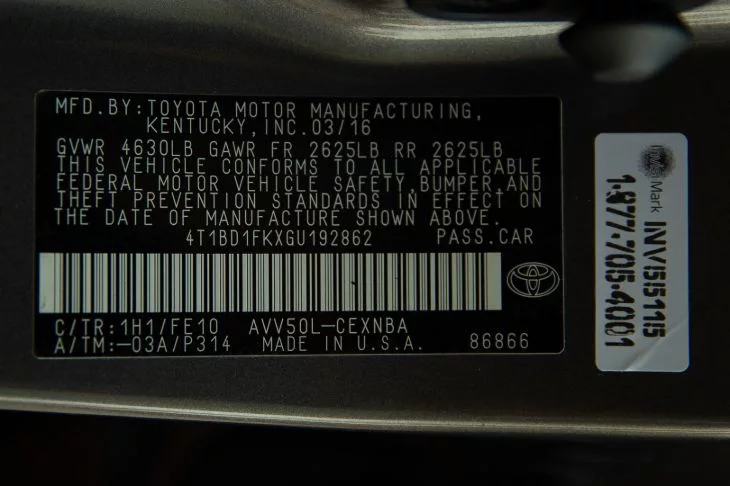 MFD.BY:TOYOTA MOTOR MANUFACTURING,
KENTUCKY,INC.03/16
GVWR 4630LB GAWR FR 2625LB RR 2625LB
THIS VEHICLE CONFORMS TO ALL APPLICABLE
FEDERAL MOTOR VEHICLE SAFETY,BUMPER,AND
THEFT PREVENTION STANDARDS IN EFFECT ON
THE DATE OF MANUFACTURE SHOWN ABOVE.
4T1BD1FKXGU192862 PASS.CAR
C/TR:1H1/FE10 AVV50L-CEXNBA
A/TM:-03A/P314 MADE IN U.S.A. 86866
Mark
INV1551115
1-877-705-4001